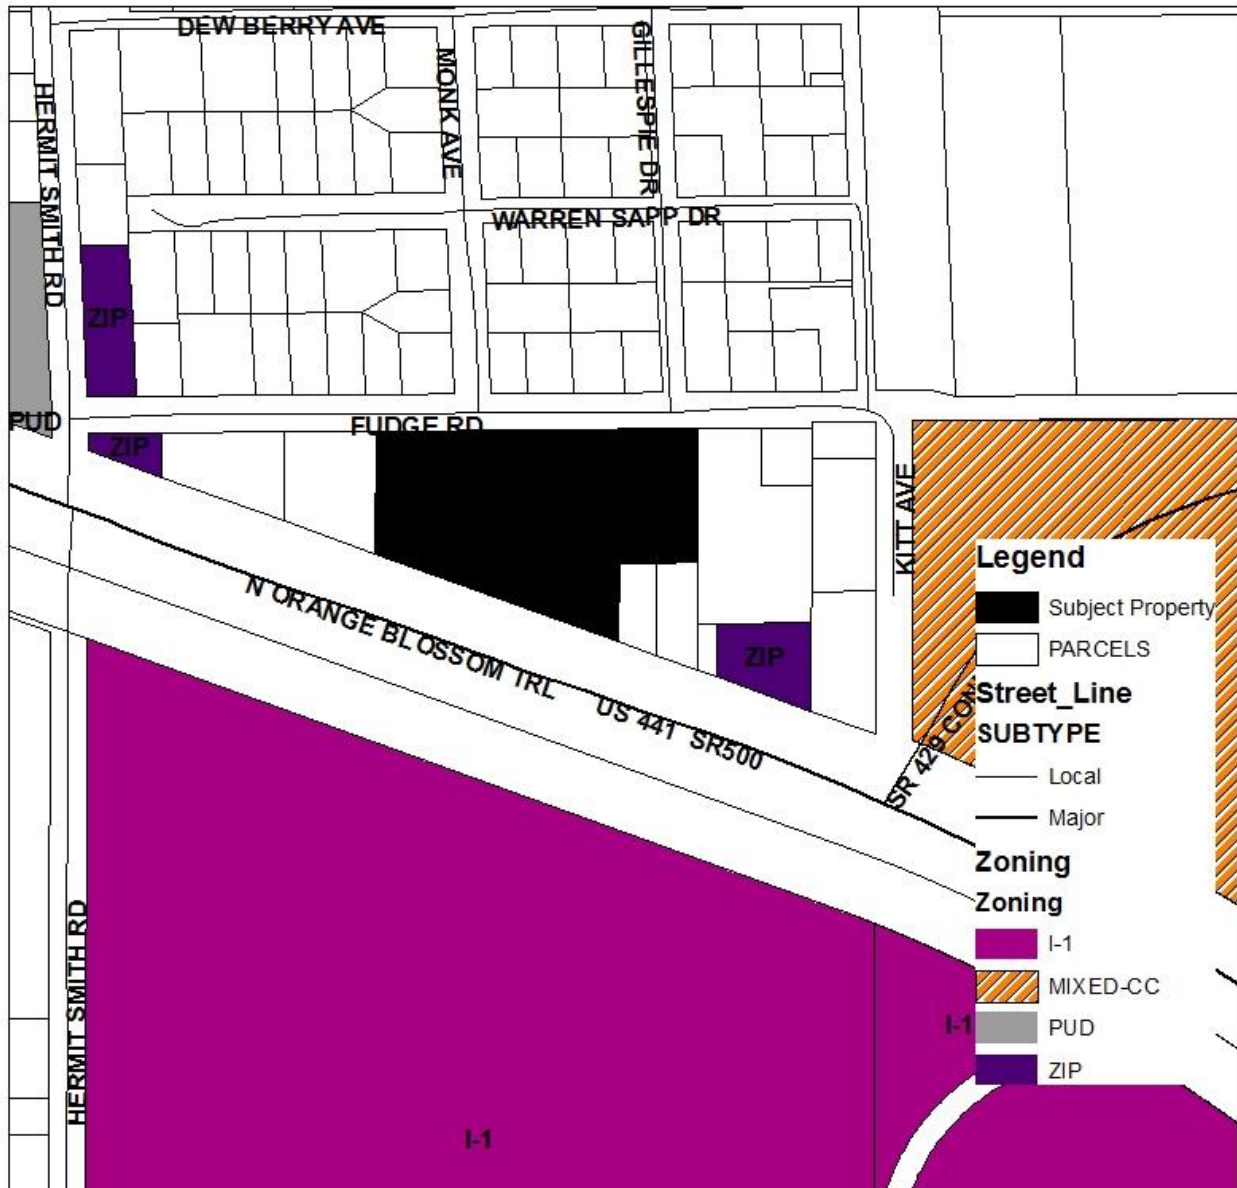 DEW BERRY AVE
MONK AVE
GILLESPIE DR
HERMIT SMITH RD
WARREN SAPP DR
ZIP
PUD
FUDGE RD
ZIP
KITT AVE
N ORANGE BLOSSOM TRL
US 441 SR500
ZIP
SR 429 CON
HERMIT SMITH RD
I-1
I-1
Legend
Subject Property
PARCELS
Street_Line
SUBTYPE
Local
Major
Zoning
Zoning
I-1
MIXED-CC
PUD
ZIP